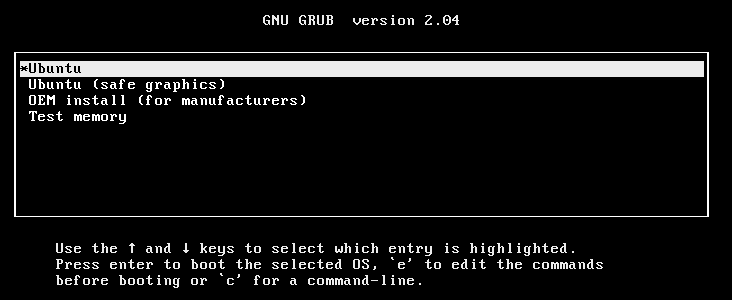 GNU GRUB  version 2.04
*Ubuntu
Ubuntu (safe graphics)
OEM install (for manufacturers)
Test memory
Use the ↑ and ↓ keys to select which entry is highlighted.
Press enter to boot the selected OS, `e' to edit the commands
before booting or `c' for a command-line.